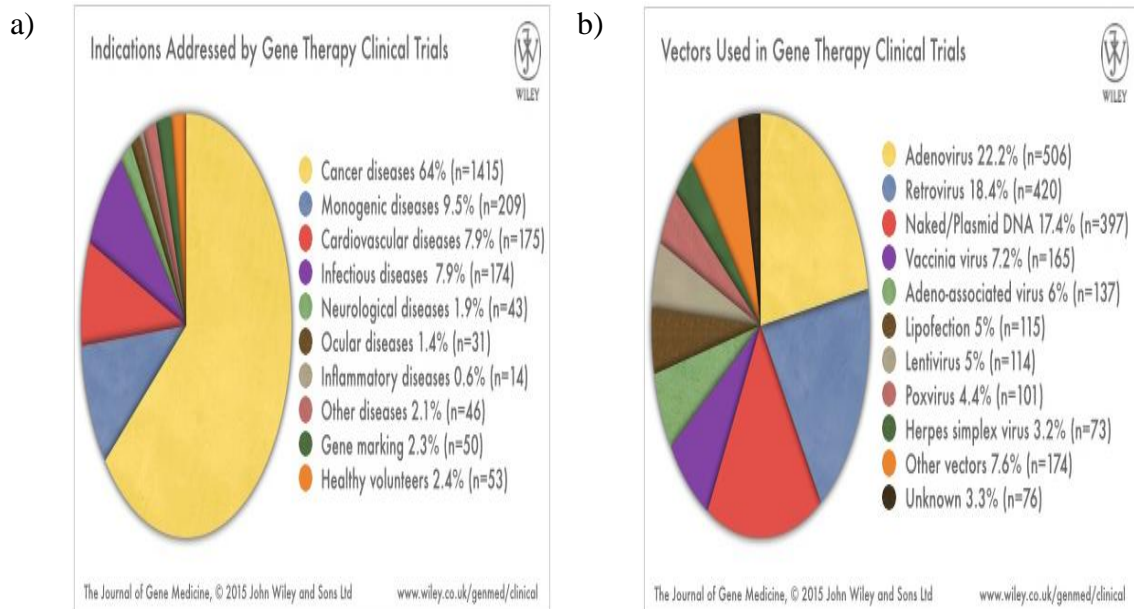 a)
Indications Addressed by Gene Therapy Clinical Trials
WILEY
Cancer diseases 64% (n=1415)
Monogenic diseases 9.5% (n=209)
Cardiovascular diseases 7.9% (n=175)
Infectious diseases 7.9% (n=174)
Neurological diseases 1.9% (n=43)
Ocular diseases 1.4% (n=31)
Inflammatory diseases 0.6% (n=14)
Other diseases 2.1% (n=46)
Gene marking 2.3% (n=50)
Healthy volunteers 2.4% (n=53)
The Journal of Gene Medicine, © 2015 John Wiley and Sons Ltd
www.wiley.co.uk/genmed/clinical
b)
Vectors Used in Gene Therapy Clinical Trials
WILEY
Adenovirus 22.2% (n=506)
Retrovirus 18.4% (n=420)
Naked/Plasmid DNA 17.4% (n=397)
Vaccinia virus 7.2% (n=165)
Adeno-associated virus 6% (n=137)
Lipofection 5% (n=115)
Lentivirus 5% (n=114)
Poxvirus 4.4% (n=101)
Herpes simplex virus 3.2% (n=73)
Other vectors 7.6% (n=174)
Unknown 3.3% (n=76)
The Journal of Gene Medicine, © 2015 John Wiley and Sons Ltd
www.wiley.co.uk/genmed/clinical